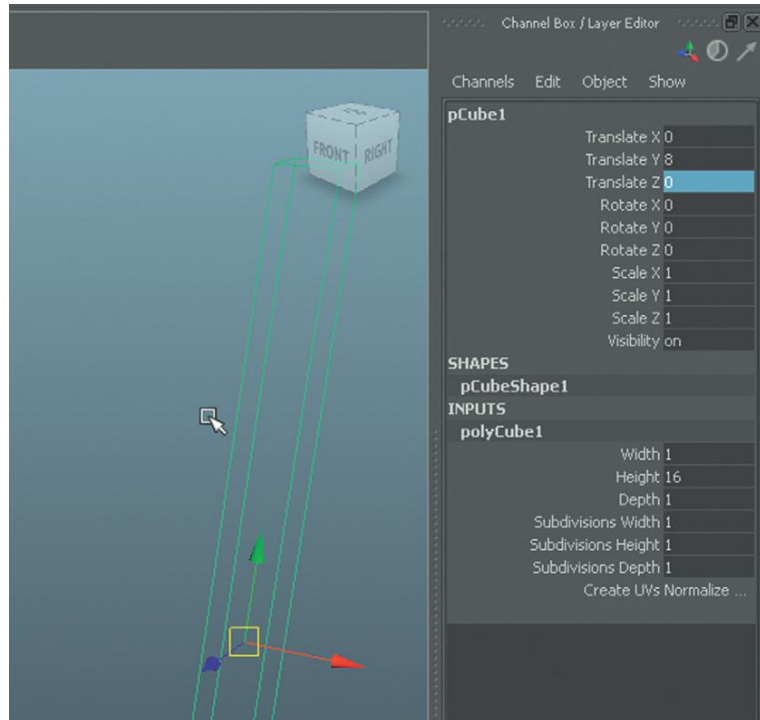 Channel Box / Layer Editor
Channels Edit Object Show
pCube1
Translate X 0
Translate Y 8
Translate Z 0
Rotate X 0
Rotate Y 0
Rotate Z 0
Scale X 1
Scale Y 1
Scale Z 1
Visibility on
SHAPES
pCubeShape1
INPUTS
polyCube1
Width 1
Height 16
Depth 1
Subdivisions Width 1
Subdivisions Height 1
Subdivisions Depth 1
Create UVs Normalize ...
FRONT RIGHT